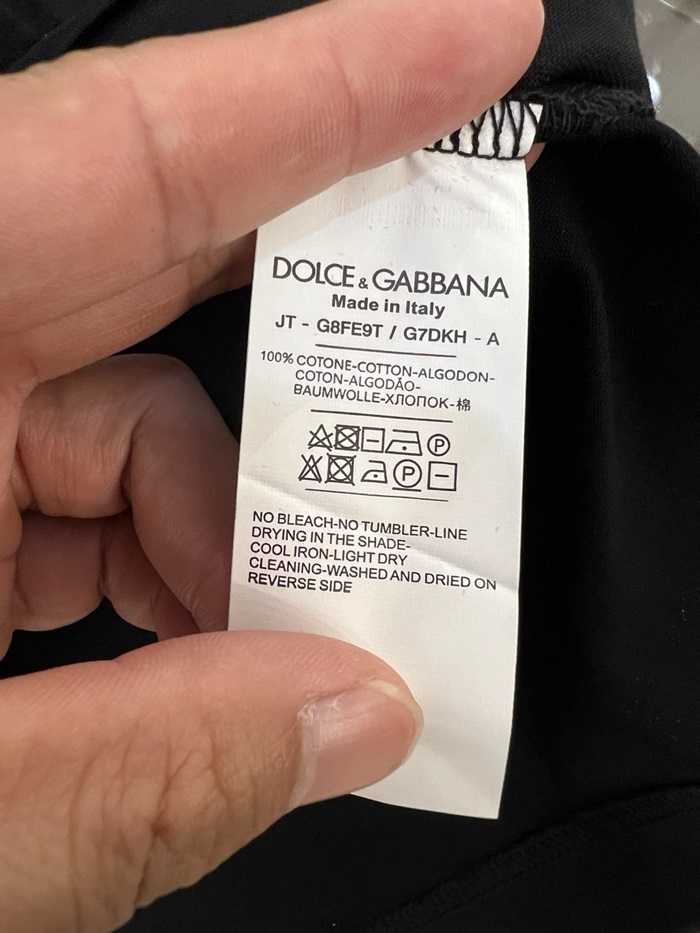 DOLCE & GABBANA
Made in Italy
JT - G8FE9T / G7DKH - A
100% COTONE-COTTON-ALGODON-
COTON-ALGODÃO-
BAUMWOLLE-ХЛОПОК-棉
P
P
NO BLEACH-NO TUMBLER-LINE
DRYING IN THE SHADE-
COOL IRON-LIGHT DRY
CLEANING-WASHED AND DRIED ON
REVERSE SIDE